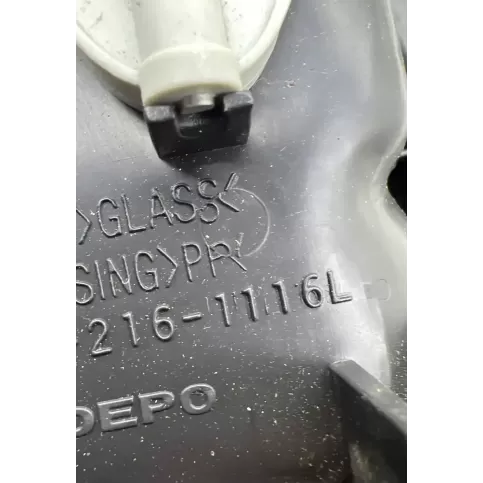 >GLASS<
SING>PP
-216-1116L
DEPO